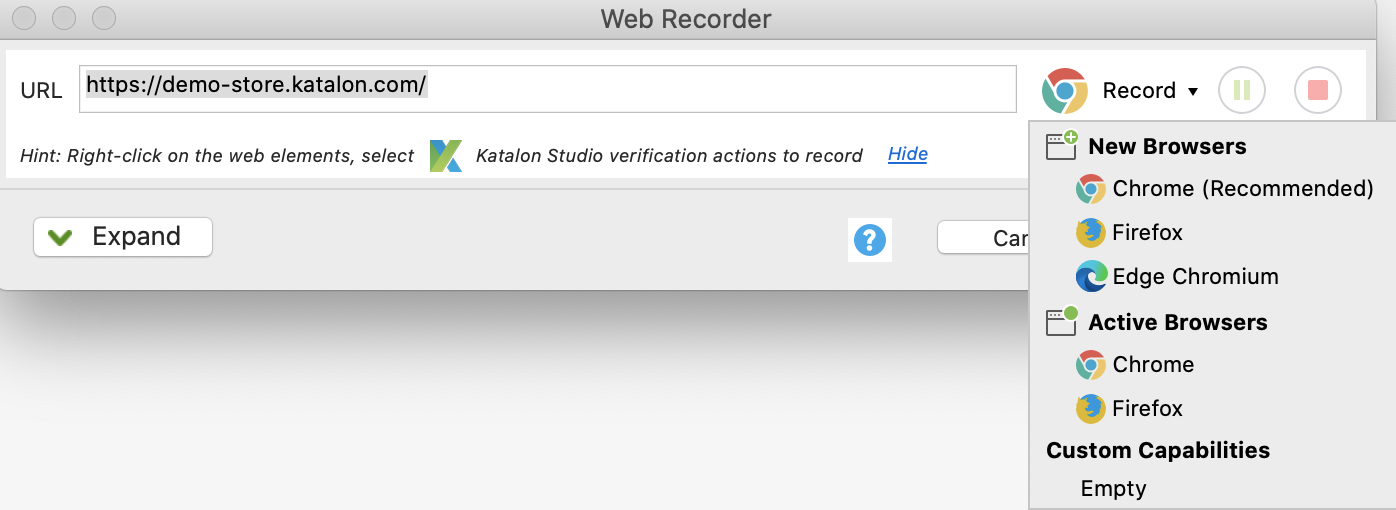 Web Recorder
URL https://demo-store.katalon.com/ Record
Hint: Right-click on the web elements, select Katalon Studio verification actions to record Hide
Expand ? Can
New Browsers
Chrome (Recommended)
Firefox
Edge Chromium
Active Browsers
Chrome
Firefox
Custom Capabilities
Empty